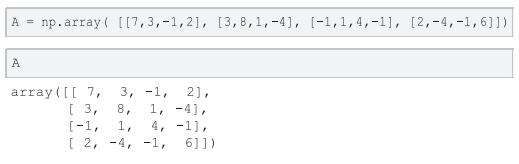 A = np.array( [[7,3,-1,2], [3,8,1,-4], [-1,1,4,-1], [2,-4,-1,6]])
A
array([[ 7,  3, -1,  2],
       [ 3,  8,  1, -4],
       [-1,  1,  4, -1],
       [ 2, -4, -1,  6]])